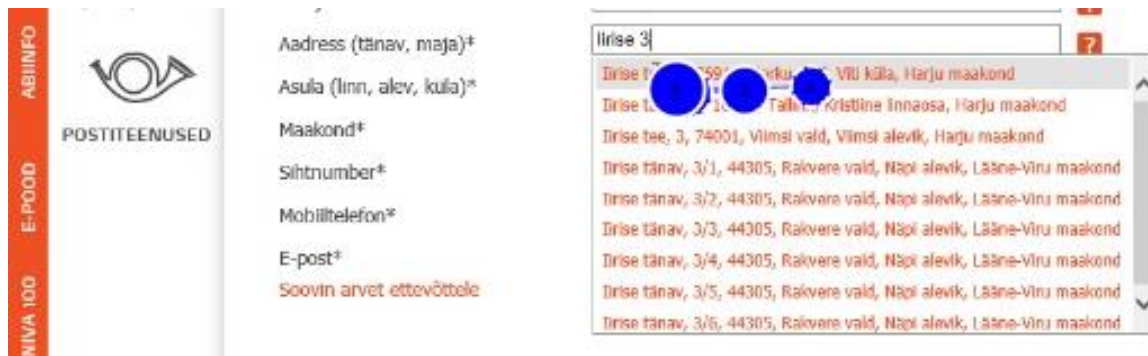 ABIINFO
E-POOD
NIVA 100
POSTITEENUSED
Aadress (tänav, maja)*
Asula (linn, alev, küla)*
Maakond*
Sihtnumber*
Mobiiltelefon*
E-post*
Soovin arvet ettevõttele
Iirise 3
?
Iirise Viti küla, Harju maakond
Iirise Kristiine linnaosa, Harju maakond
Iirise tee, 3, 74001, Viimsi vald, Viimsi alevik, Harju maakond
Iirise tänav, 3/1, 44305, Rakvere vald, Näpi alevik, Lääne-Viru maakond
Iirise tänav, 3/2, 44305, Rakvere vald, Näpi alevik, Lääne-Viru maakond
Iirise tänav, 3/3, 44305, Rakvere vald, Näpi alevik, Lääne-Viru maakond
Iirise tänav, 3/4, 44305, Rakvere vald, Näpi alevik, Lääne-Viru maakond
Iirise tänav, 3/5, 44305, Rakvere vald, Näpi alevik, Lääne-Viru maakond
Iirise tänav, 3/6, 44305, Rakvere vald, Näpi alevik, Lääne-Viru maakond